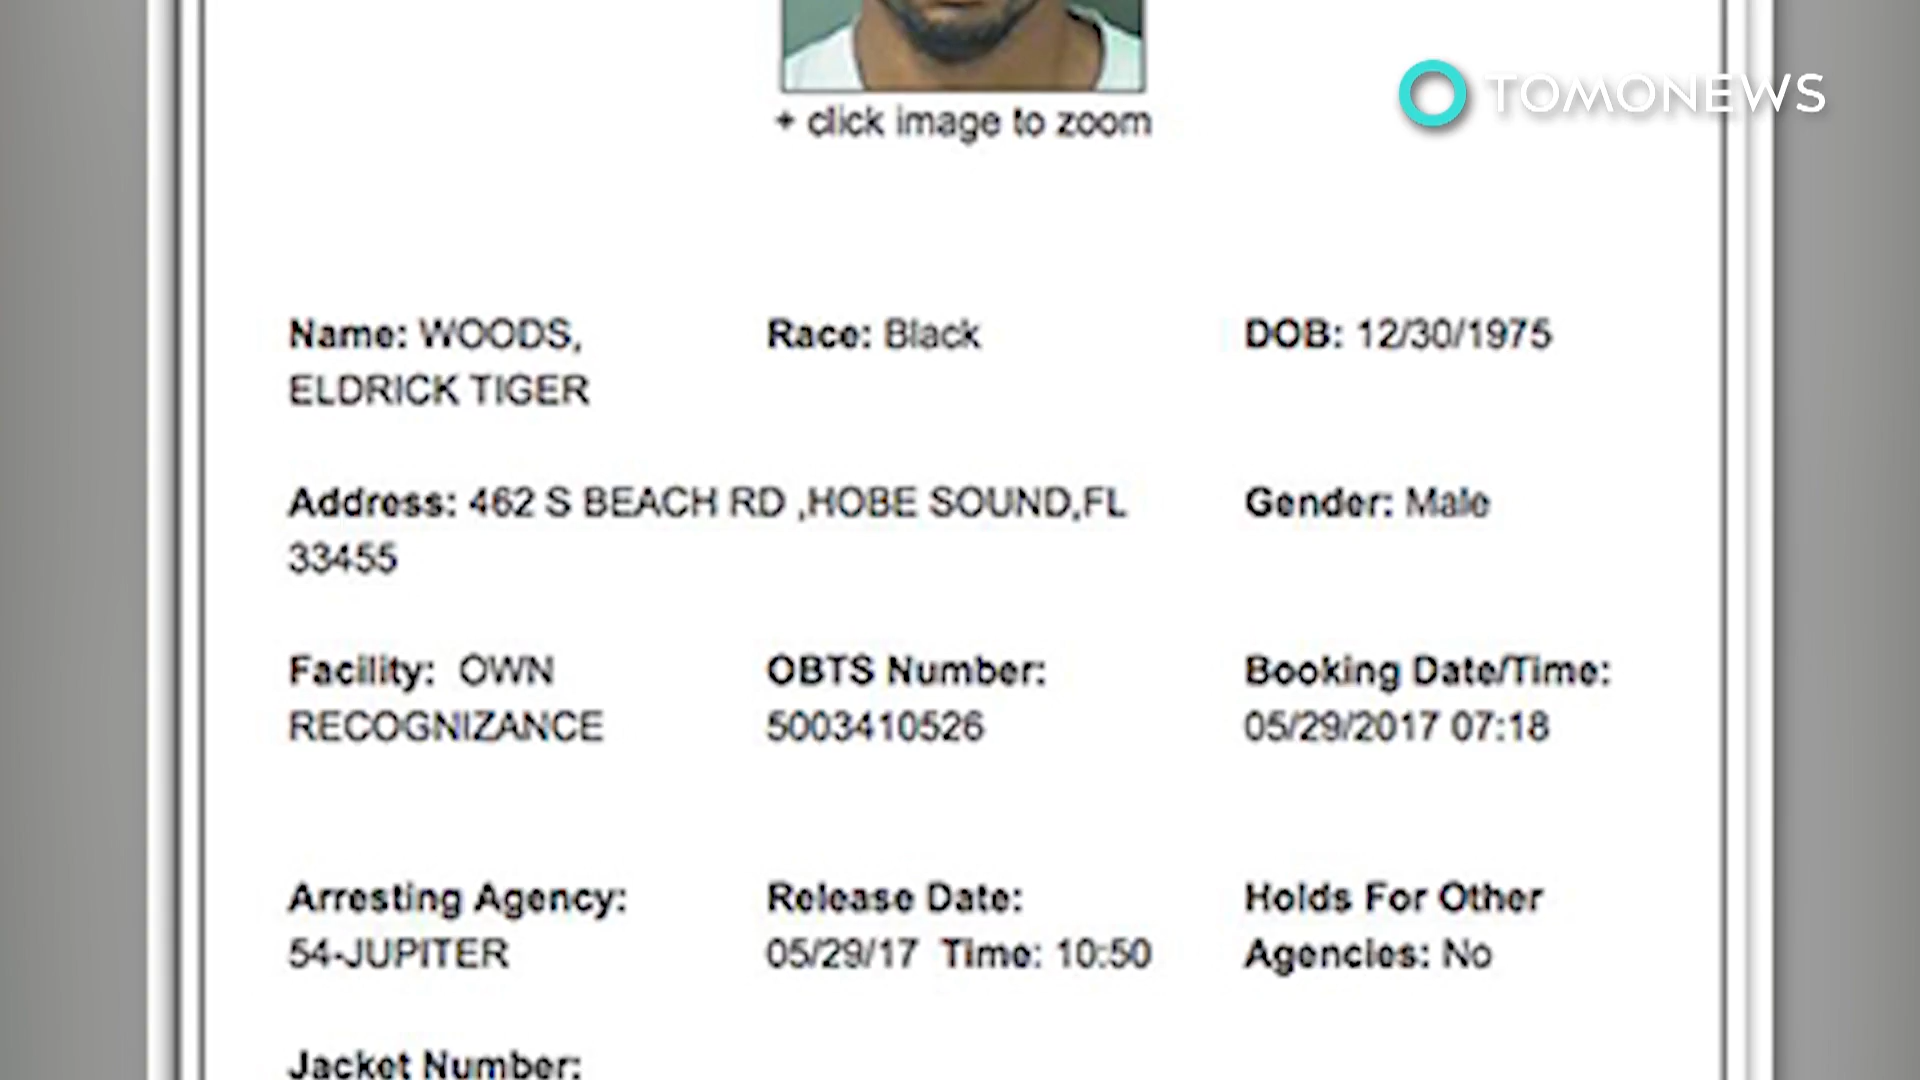 TOMONEWS
+ click image to zoom
Name: WOODS, Race: Black DOB: 12/30/1975
ELDRICK TIGER
Address: 462 S BEACH RD ,HOBE SOUND,FL Gender: Male
33455
Facility: OWN OBTS Number: Booking Date/Time:
RECOGNIZANCE 5003410526 05/29/2017 07:18
Arresting Agency: Release Date: Holds For Other
54-JUPITER 05/29/17 Time: 10:50 Agencies: No
Jacket Number: